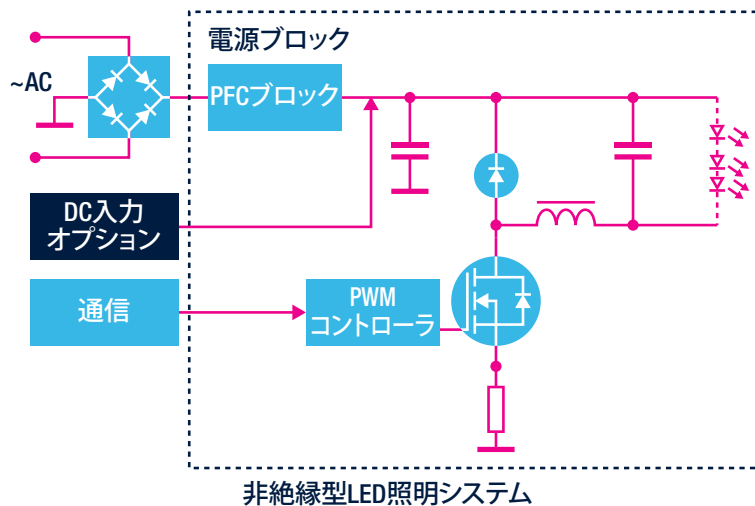 電源ブロック
~AC
PFCブロック
DC入力
オプション
通信
PWM
コントローラ
非絶縁型LED照明システム